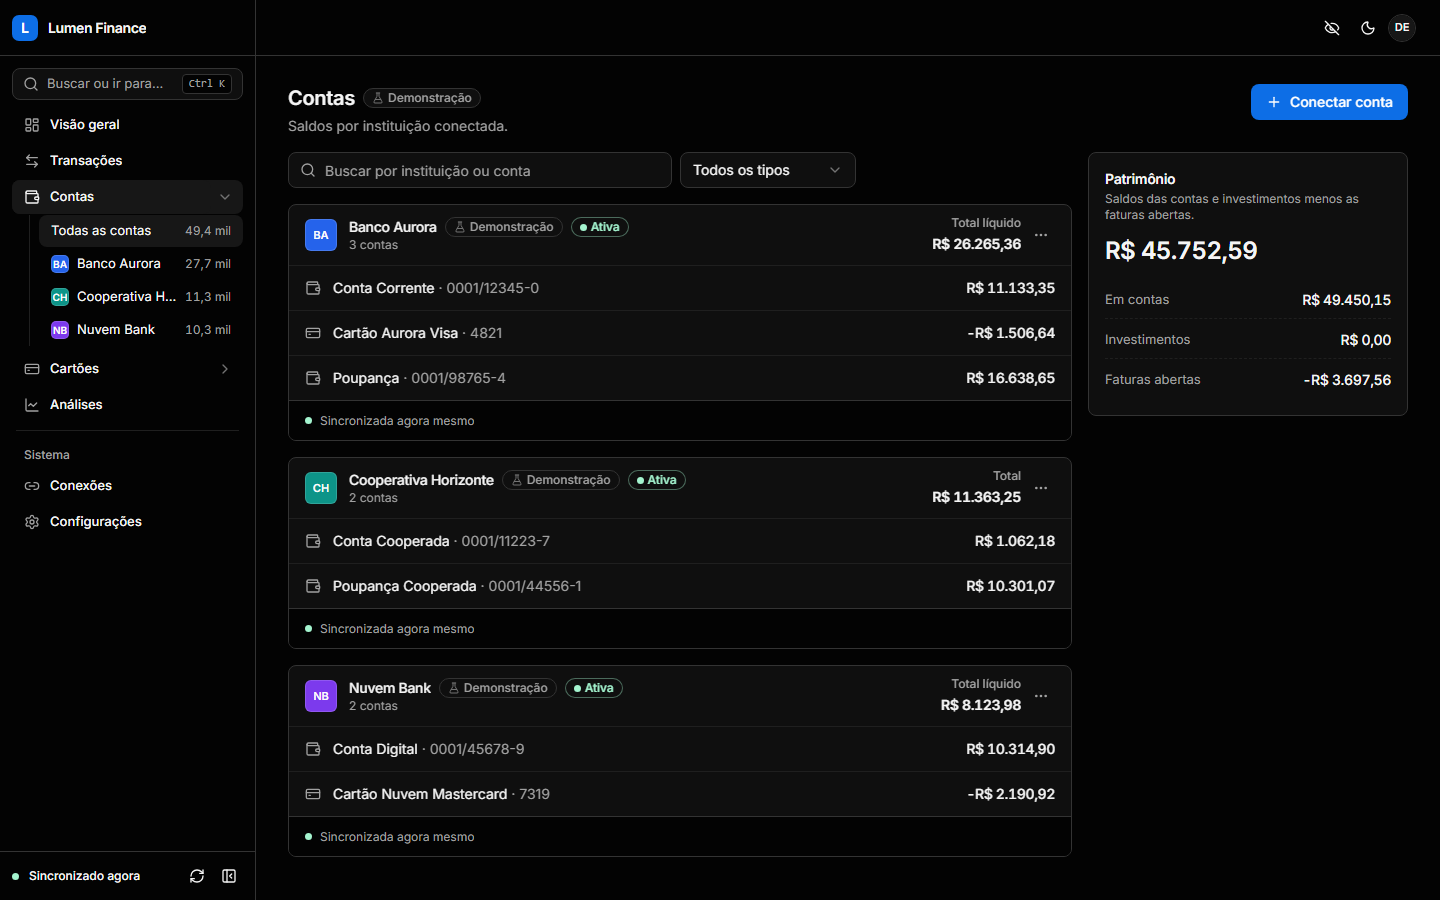 L Lumen Finance
DE
Buscar ou ir para... Ctrl K
Visão geral
Transações
Contas
Todas as contas 49,4 mil
BA Banco Aurora 27,7 mil
CH Cooperativa H... 11,3 mil
NB Nuvem Bank 10,3 mil
Cartões
Análises
Sistema
Conexões
Configurações
Sincronizado agora
Contas Demonstração
Saldos por instituição conectada.
+ Conectar conta
Buscar por instituição ou conta
Todos os tipos
BA Banco Aurora Demonstração Ativa
3 contas
Total líquido
R$ 26.265,36
Conta Corrente · 0001/12345-0 R$ 11.133,35
Cartão Aurora Visa · 4821 -R$ 1.506,64
Poupança · 0001/98765-4 R$ 16.638,65
Sincronizada agora mesmo
CH Cooperativa Horizonte Demonstração Ativa
2 contas
Total
R$ 11.363,25
Conta Cooperada · 0001/11223-7 R$ 1.062,18
Poupança Cooperada · 0001/44556-1 R$ 10.301,07
Sincronizada agora mesmo
NB Nuvem Bank Demonstração Ativa
2 contas
Total líquido
R$ 8.123,98
Conta Digital · 0001/45678-9 R$ 10.314,90
Cartão Nuvem Mastercard · 7319 -R$ 2.190,92
Sincronizada agora mesmo
Patrimônio
Saldos das contas e investimentos menos as
faturas abertas.
R$ 45.752,59
Em contas R$ 49.450,15
Investimentos R$ 0,00
Faturas abertas -R$ 3.697,56